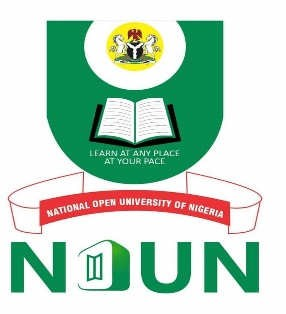 LEARN AT ANY PLACE
AT YOUR PACE
NATIONAL OPEN UNIVERSITY OF NIGERIA
NOUN